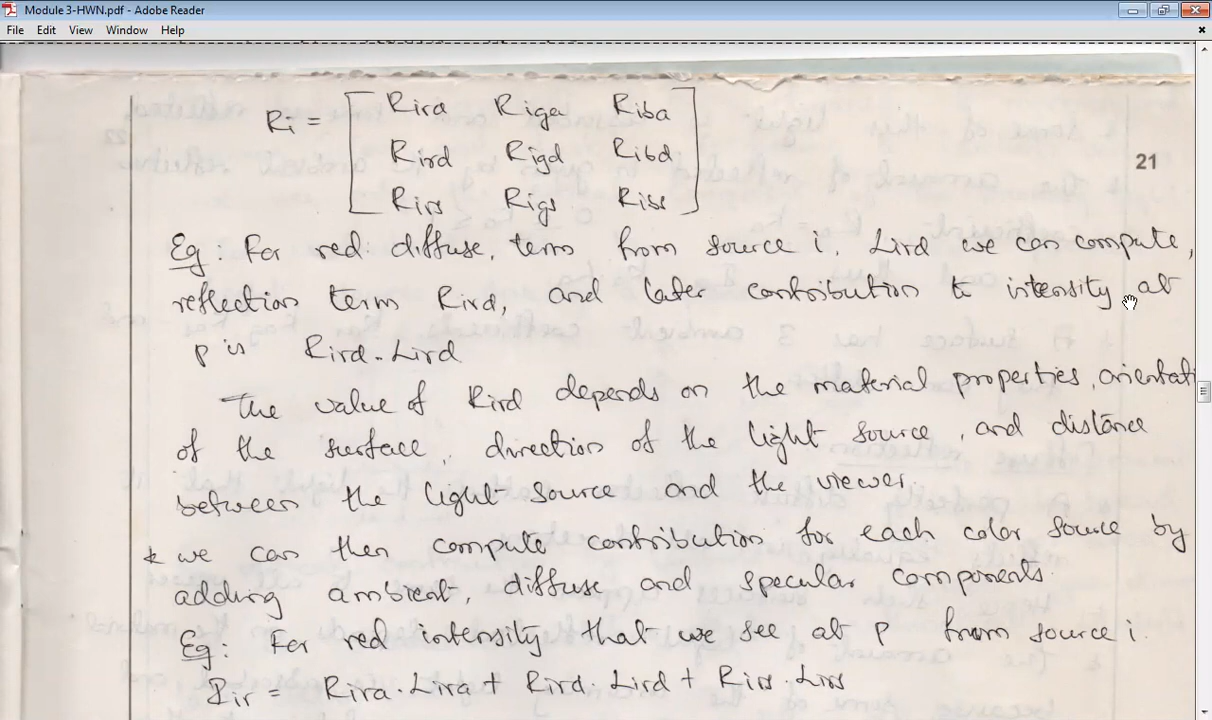 Module 3-HWN.pdf - Adobe Reader
File Edit View Window Help
Ri = [ Rira Riga Riba
Rird Rigd Ribd
Rirs Rigs Ribs ]
21
Eg : For red diffuse, term from source i, Lird we can compute,
reflection term Rird, and later contribution to intensity at
p is Rird.Lird
The value of Rird depends on the material properties, orientati
of the surface, direction of the light source, and distance
between the light source and the viewer.
* we can then compute contribution for each color source by
adding ambient, diffuse and specular components.
Eg: For red intensity that we see at p from source i.
Iir = Rira.Lira + Rird.Lird + Rirs.Lirs